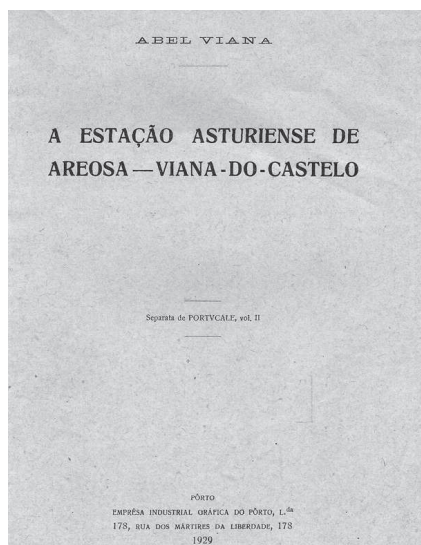 ABEL VIANA
A ESTAÇÃO ASTURIENSE DE
AREOSA — VIANA-DO-CASTELO
Separata de PORTVCALE, vol. II
PÔRTO
EMPRÊSA INDUSTRIAL GRÁFICA DO PÔRTO, L.da
178, RUA DOS MÁRTIRES DA LIBERDADE, 178
1929